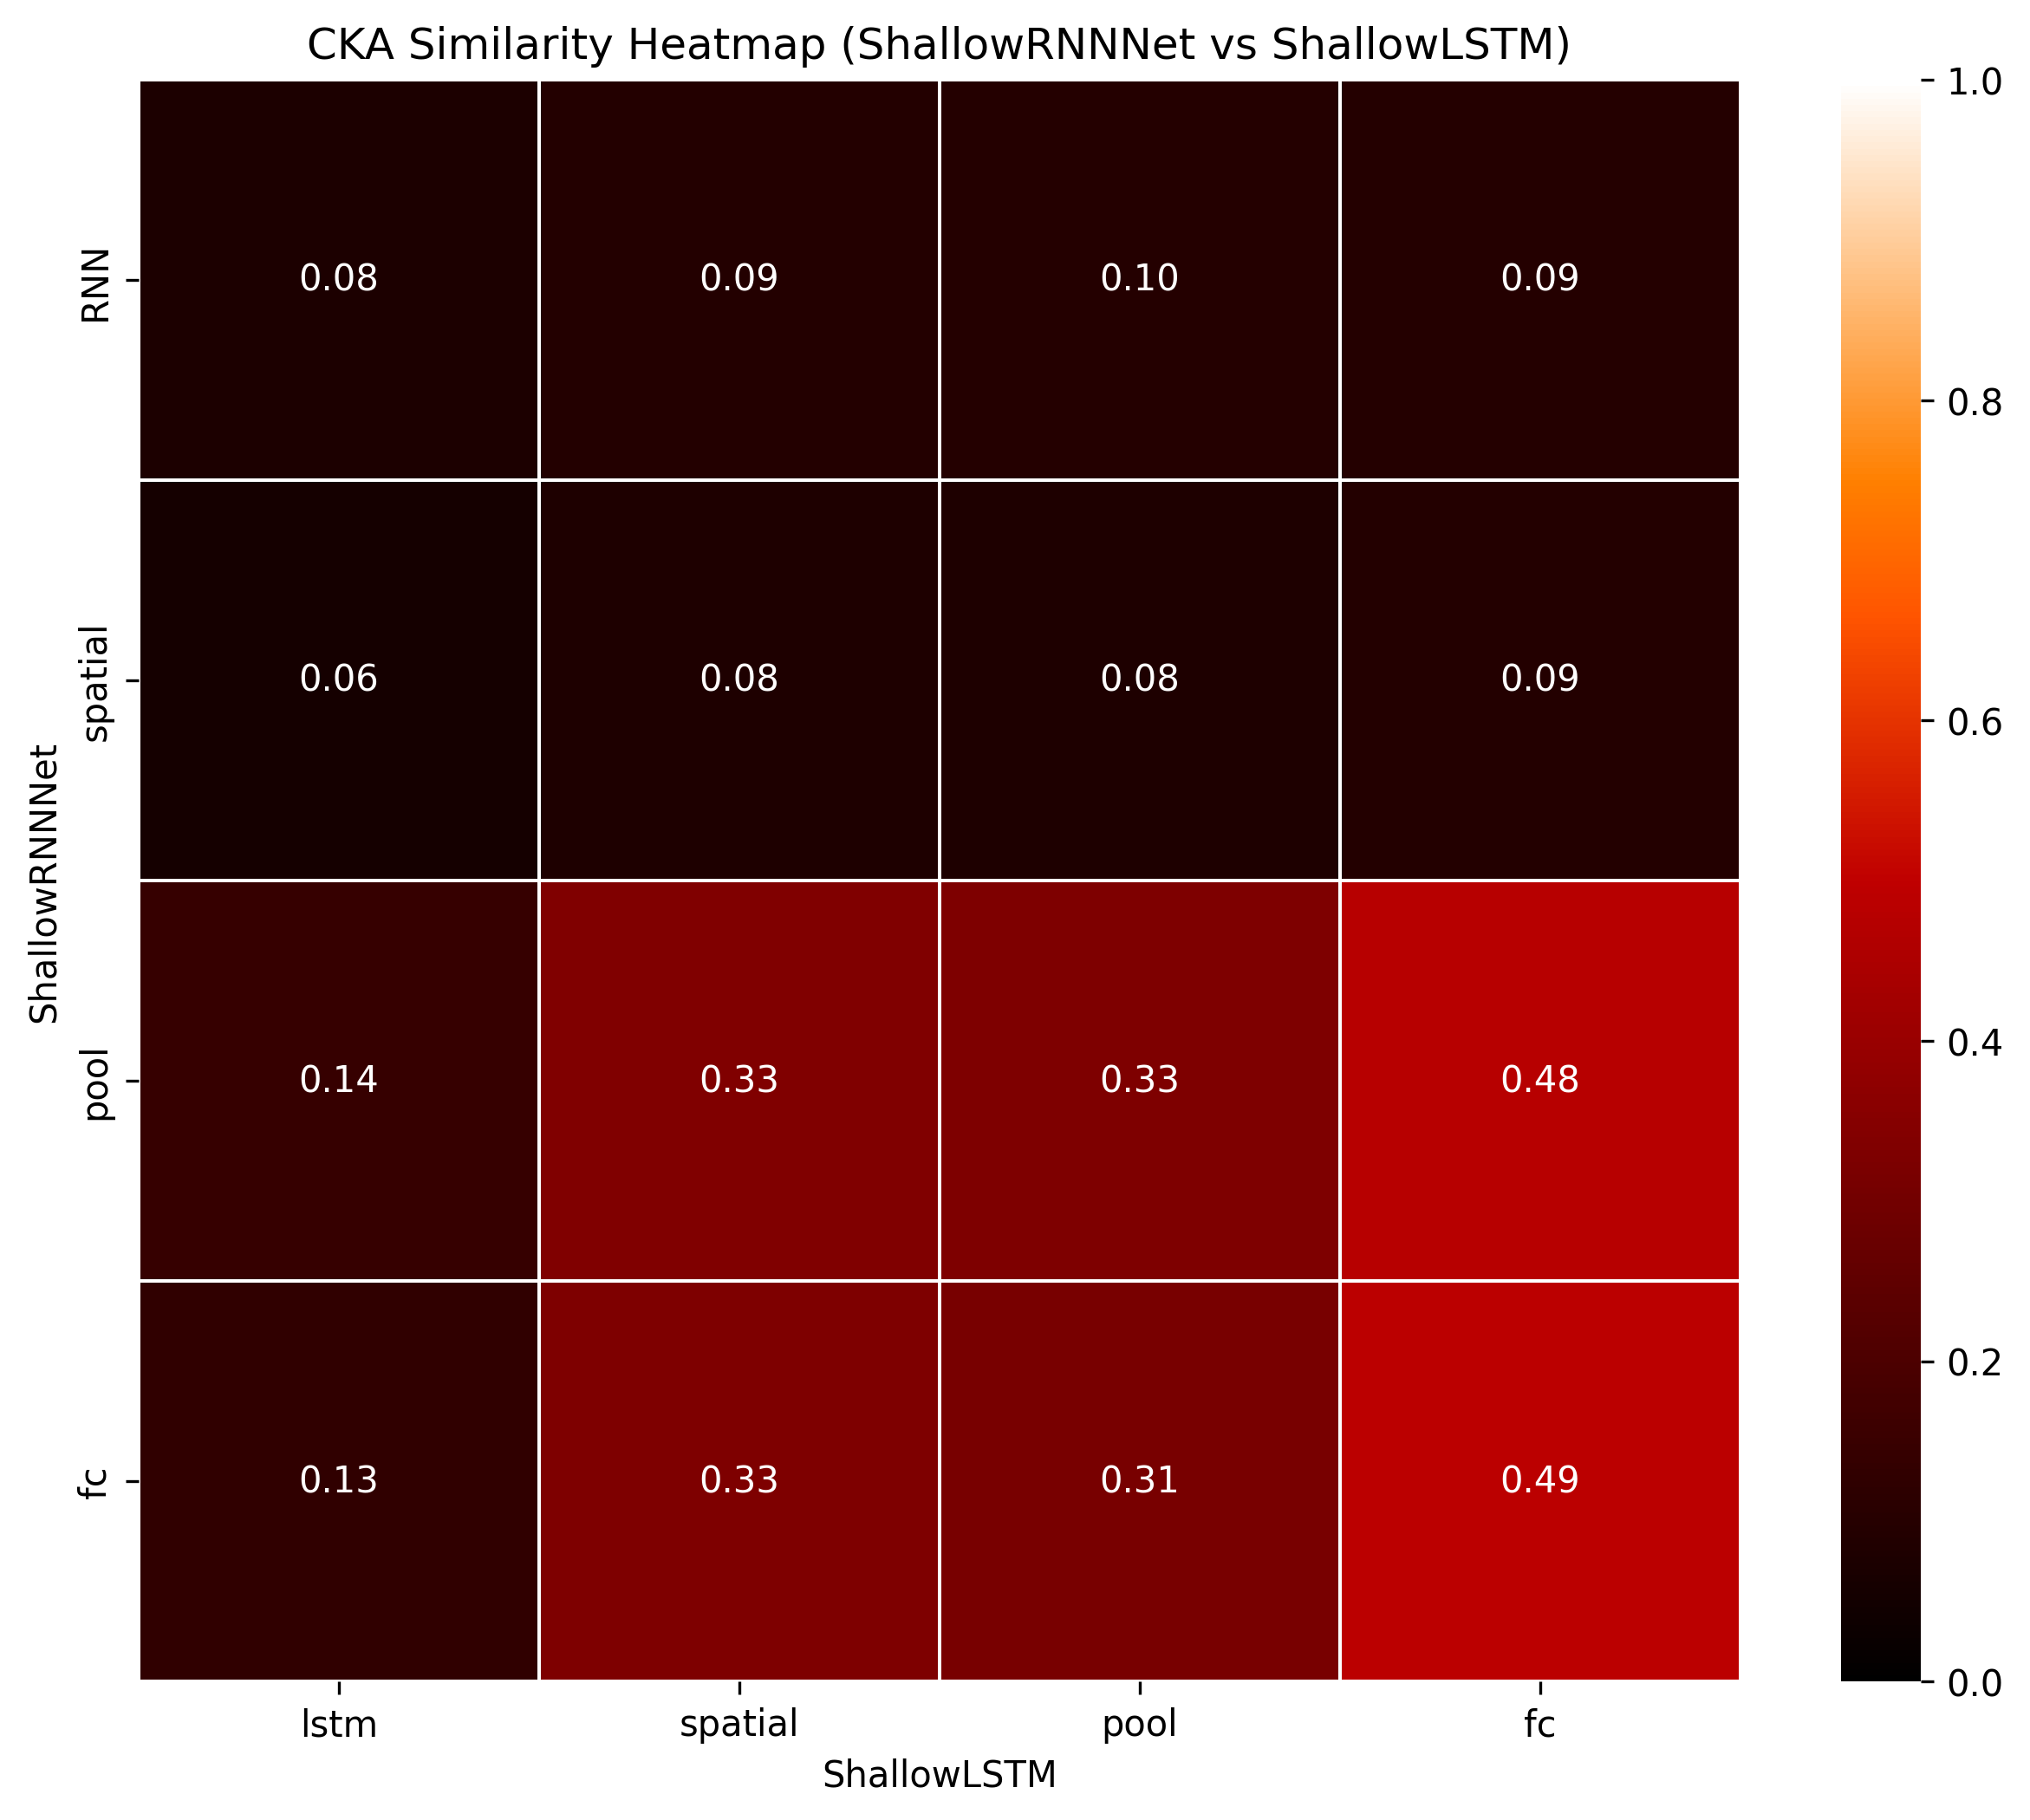 CKA Similarity Heatmap (ShallowRNNNet vs ShallowLSTM)
ShallowRNNNet
RNN
0.08 0.09 0.10 0.09
spatial
0.06 0.08 0.08 0.09
pool
0.14 0.33 0.33 0.48
fc
0.13 0.33 0.31 0.49
lstm spatial pool fc
ShallowLSTM
1.0
0.8
0.6
0.4
0.2
0.0